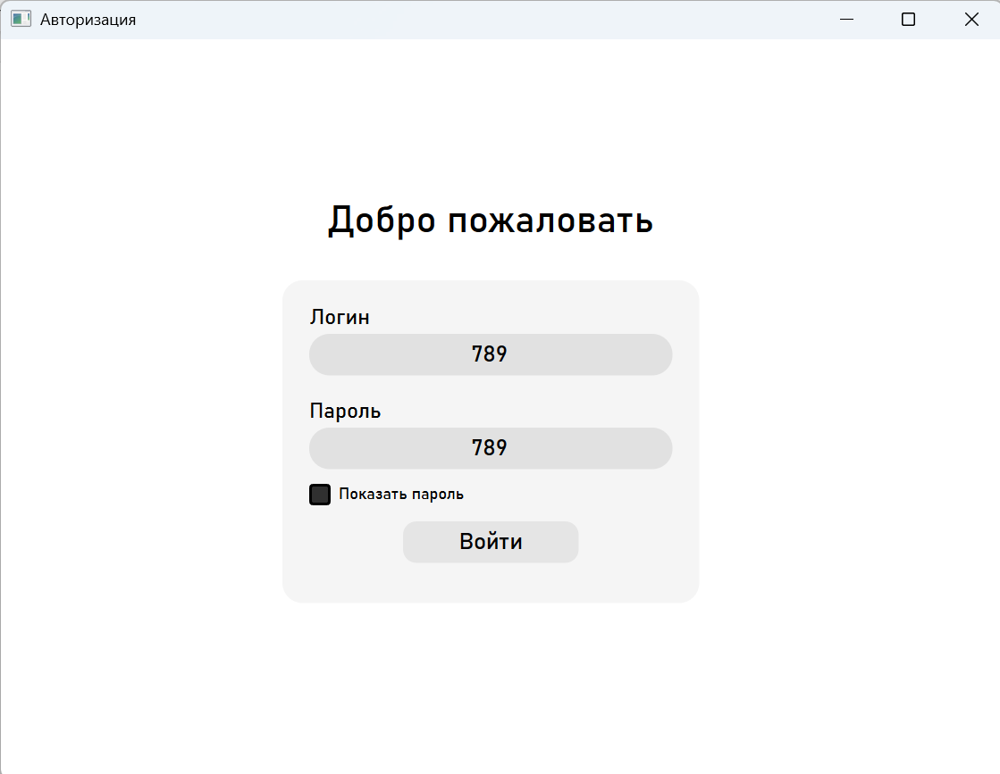 Авторизация
Добро пожаловать
Логин
789
Пароль
789
Показать пароль
Войти